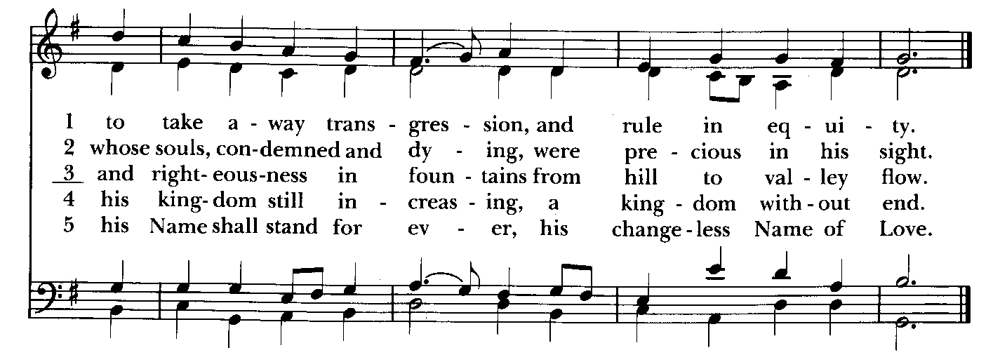 1 to take a - way trans - gres - sion, and rule in eq - ui - ty.
2 whose souls, con-demned and dy - ing, were pre - cious in his sight.
3 and right- eous-ness in foun - tains from hill to val - ley flow.
4 his king- dom still in - creas - ing, a king - dom with - out end.
5 his Name shall stand for ev - er, his change - less Name of Love.